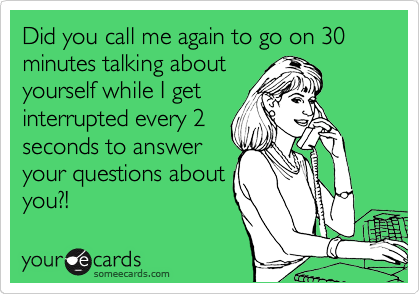 Did you call me again to go on 30
minutes talking about
yourself while I get
interrupted every 2
seconds to answer
your questions about
you?!
your e cards
someecards.com